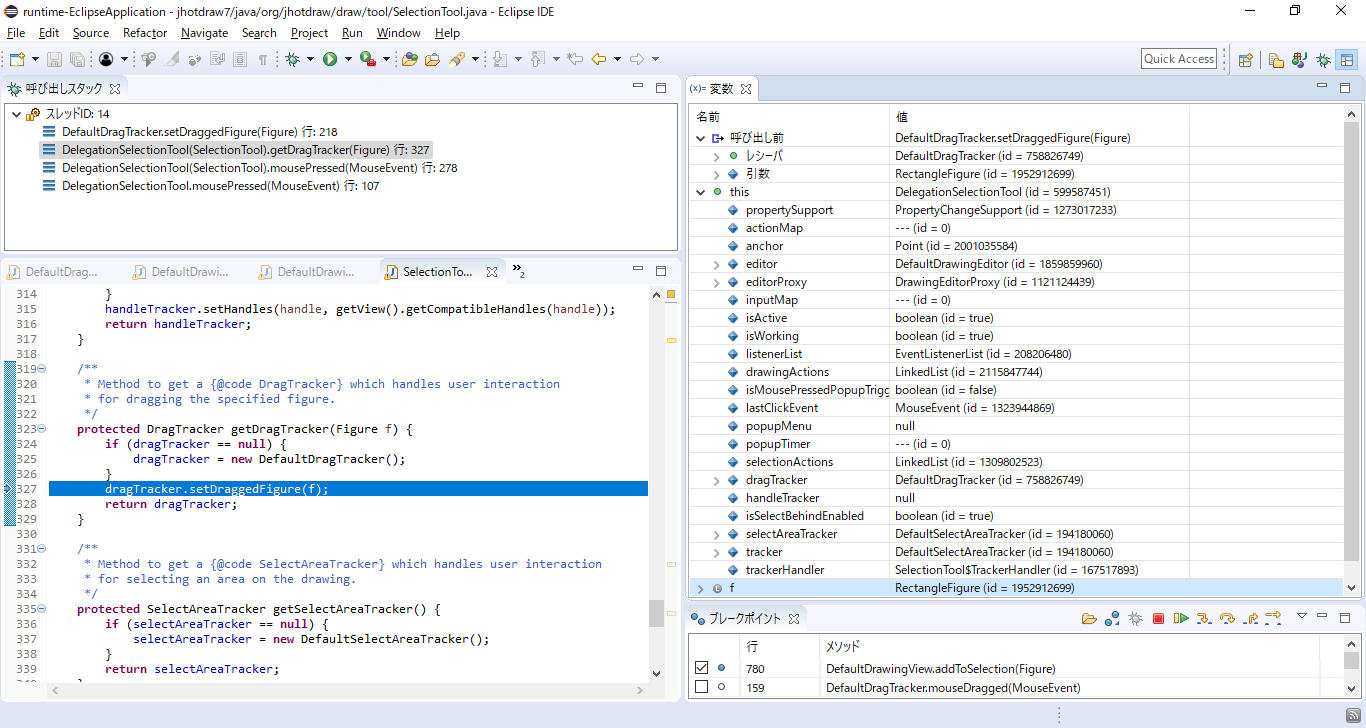 runtime-EclipseApplication - jhotdraw7/java/org/jhotdraw/draw/tool/SelectionTool.java - Eclipse IDE
File Edit Source Refactor Navigate Search Project Run Window Help
Quick Access
呼び出しスタック
スレッドID: 14
DefaultDragTracker.setDraggedFigure(Figure) 行: 218
DelegationSelectionTool(SelectionTool).getDragTracker(Figure) 行: 327
DelegationSelectionTool(SelectionTool).mousePressed(MouseEvent) 行: 278
DelegationSelectionTool.mousePressed(MouseEvent) 行: 107
DefaultDrag... DefaultDrawi... DefaultDrawi... SelectionTo... »2
314 }
315 handleTracker.setHandles(handle, getView().getCompatibleHandles(handle));
316 return handleTracker;
317 }
318
319 /**
320 * Method to get a {@code DragTracker} which handles user interaction
321 * for dragging the specified figure.
322 */
323 protected DragTracker getDragTracker(Figure f) {
324 if (dragTracker == null) {
325 dragTracker = new DefaultDragTracker();
326 }
327 dragTracker.setDraggedFigure(f);
328 return dragTracker;
329 }
330
331 /**
332 * Method to get a {@code SelectAreaTracker} which handles user interaction
333 * for selecting an area on the drawing.
334 */
335 protected SelectAreaTracker getSelectAreaTracker() {
336 if (selectAreaTracker == null) {
337 selectAreaTracker = new DefaultSelectAreaTracker();
338 }
339 return selectAreaTracker;
(x)= 変数
名前 値
呼び出し前 DefaultDragTracker.setDraggedFigure(Figure)
レシーバ DefaultDragTracker (id = 758826749)
引数 RectangleFigure (id = 1952912699)
this DelegationSelectionTool (id = 599587451)
propertySupport PropertyChangeSupport (id = 1273017233)
actionMap --- (id = 0)
anchor Point (id = 2001035584)
editor DefaultDrawingEditor (id = 1859859960)
editorProxy DrawingEditorProxy (id = 1121124439)
inputMap --- (id = 0)
isActive boolean (id = true)
isWorking boolean (id = true)
listenerList EventListenerList (id = 208206480)
drawingActions LinkedList (id = 2115847744)
isMousePressedPopupTrigg boolean (id = false)
lastClickEvent MouseEvent (id = 1323944869)
popupMenu null
popupTimer --- (id = 0)
selectionActions LinkedList (id = 1309802523)
dragTracker DefaultDragTracker (id = 758826749)
handleTracker null
isSelectBehindEnabled boolean (id = true)
selectAreaTracker DefaultSelectAreaTracker (id = 194180060)
tracker DefaultSelectAreaTracker (id = 194180060)
trackerHandler SelectionTool$TrackerHandler (id = 167517893)
f RectangleFigure (id = 1952912699)
ブレークポイント
行 メソッド
780 DefaultDrawingView.addToSelection(Figure)
159 DefaultDragTracker.mouseDragged(MouseEvent)